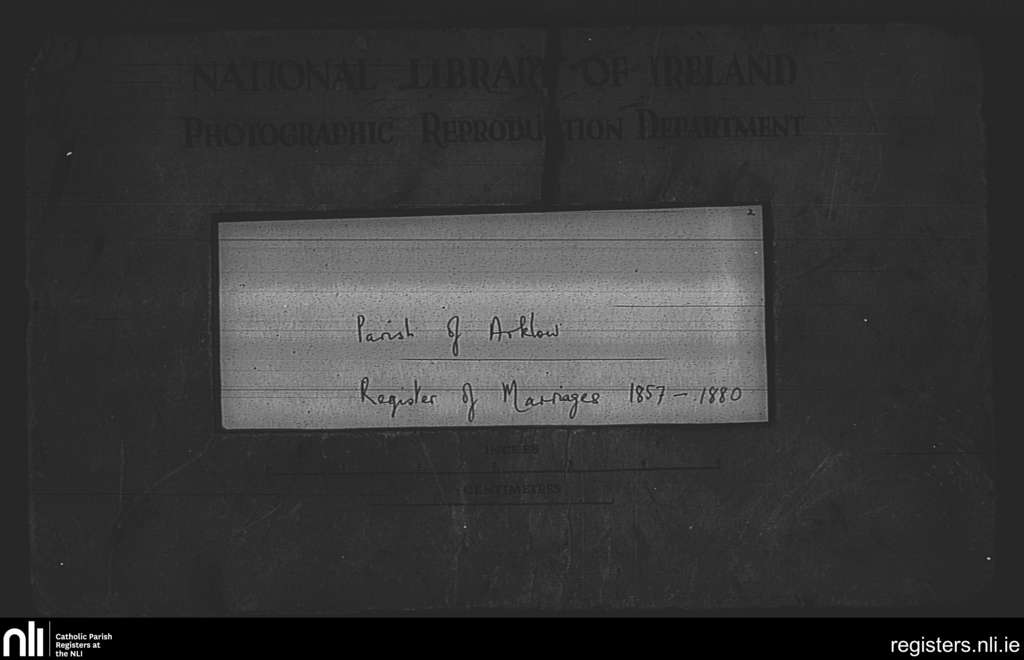 NATIONAL LIBRARY OF IRELAND
PHOTOGRAPHIC REPRODUCTION DEPARTMENT
2
Parish of Arklow
Register of Marriages 1857 – 1880
INCHES
CENTIMETRES
nli
Catholic Parish
Registers at
the NLI
registers.nli.ie